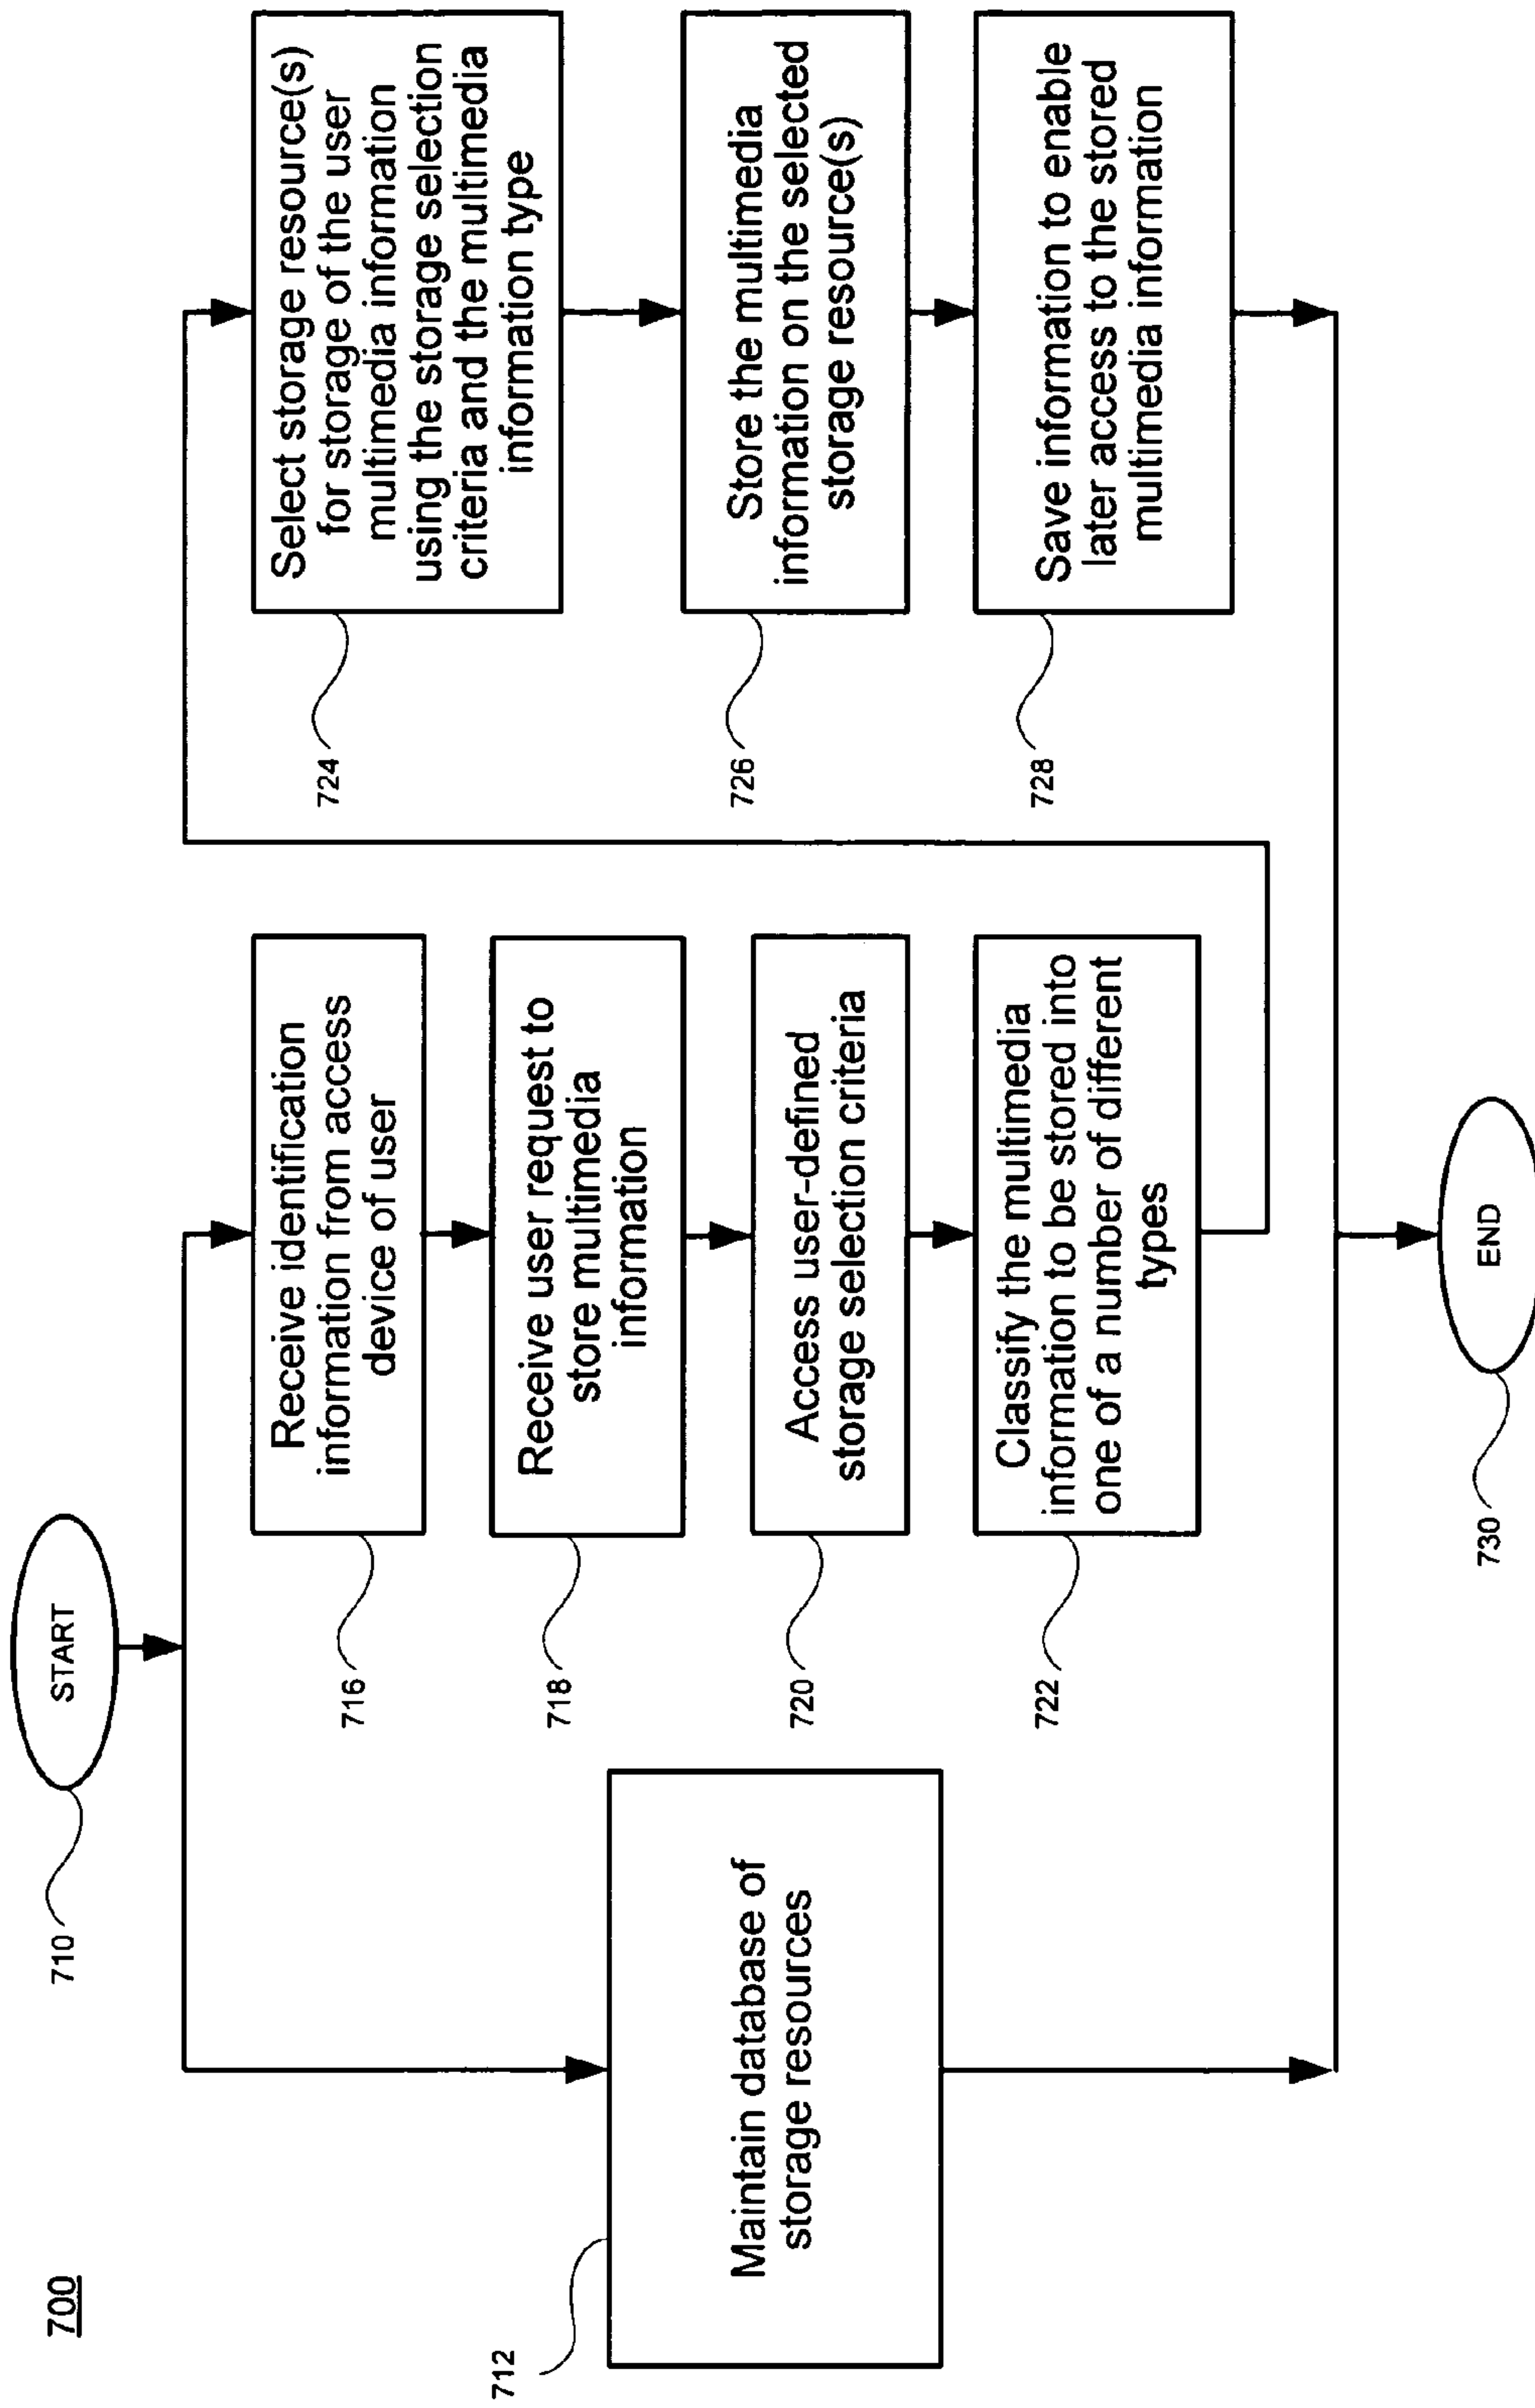 700
710
START
712
Maintain database of
storage resources
716
Receive identification
information from access
device of user
718
Receive user request to
store multimedia
information
720
Access user-defined
storage selection criteria
722
Classify the multimedia
information to be stored into
one of a number of different
types
724
Select storage resource(s)
for storage of the user
multimedia information
using the storage selection
criteria and the multimedia
information type
726
Store the multimedia
information on the selected
storage resource(s)
728
Save information to enable
later access to the stored
multimedia information
730
END